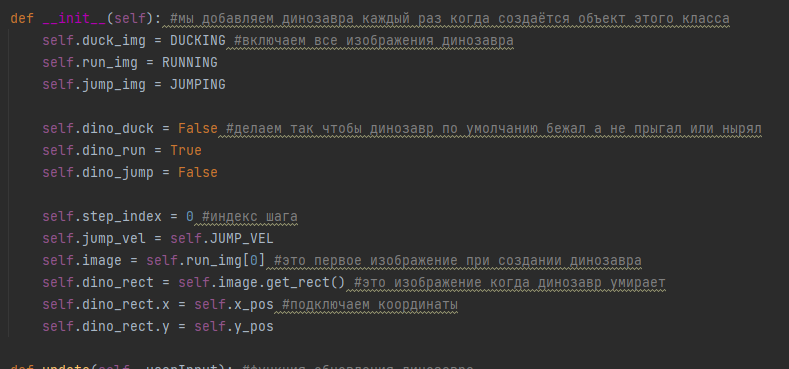 def __init__(self): #мы добавляем динозавра каждый раз когда создаётся объект этого класса
self.duck_img = DUCKING #включаем все изображения динозавра
self.run_img = RUNNING
self.jump_img = JUMPING
self.dino_duck = False #делаем так чтобы динозавр по умолчанию бежал а не прыгал или нырял
self.dino_run = True
self.dino_jump = False
self.step_index = 0 #индекс шага
self.jump_vel = self.JUMP_VEL
self.image = self.run_img[0] #это первое изображение при создании динозавра
self.dino_rect = self.image.get_rect() #это изображение когда динозавр умирает
self.dino_rect.x = self.x_pos #подключаем координаты
self.dino_rect.y = self.y_pos
def update(self, userInput): #функция обновления динозавра